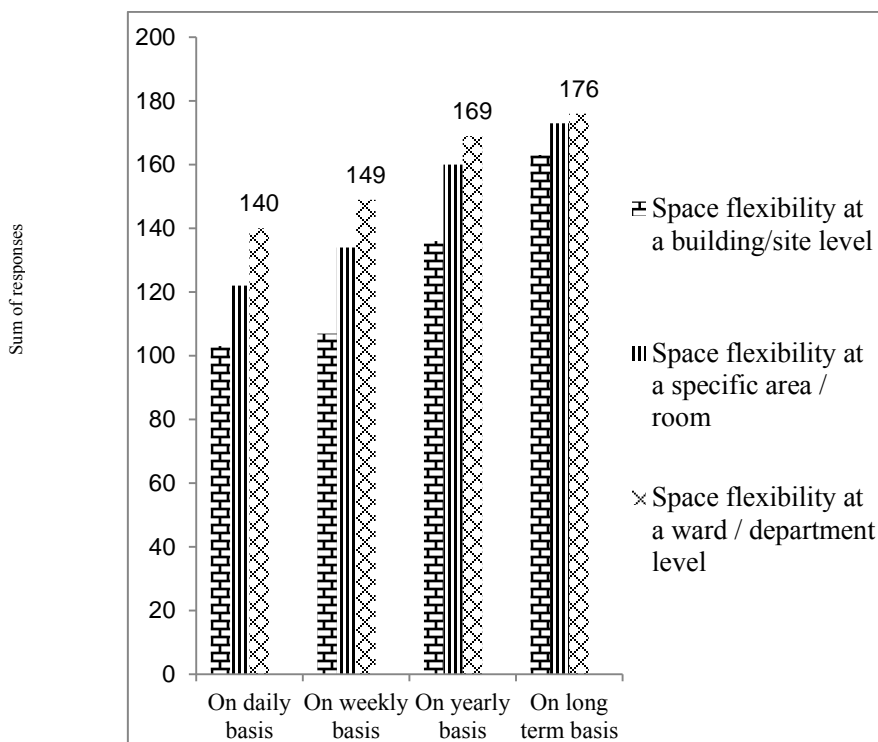 Sum of responses
200
180
160
140
120
100
80
60
40
20
0
140
149
169
176
On daily
basis
On weekly
basis
On yearly
basis
On long
term basis
Space flexibility at
a building/site level
Space flexibility at
a specific area /
room
Space flexibility at
a ward / department
level